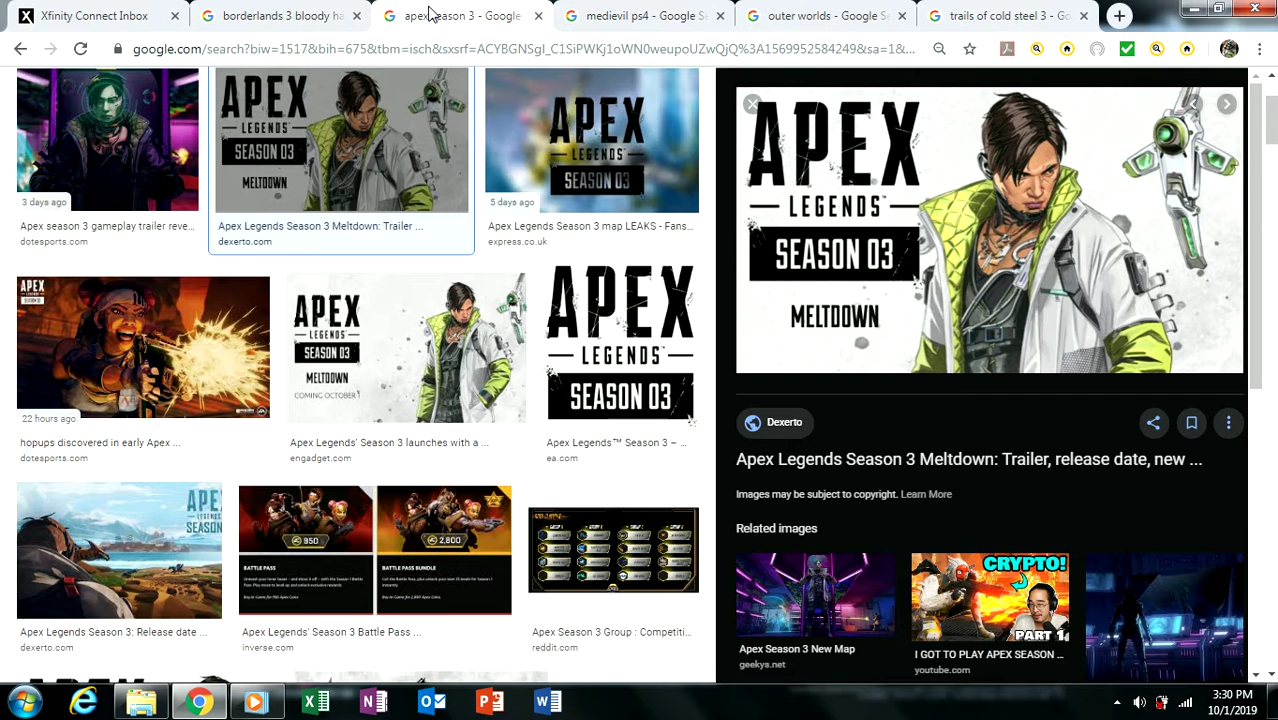 Xfinity Connect Inbox
borderlands 3 bloody ha
apex season 3 - Google
medievil ps4 - Google S
outer worlds - Google S
trails of cold steel 3 - Go
google.com/search?biw=1517&bih=675&tbm=isch&sxsrf=ACYBGNSgI_C1SiPWKj1oWN0weupoUZwQjQ%3A1569952584249&sa=1&...
3 days ago
Apex season 3 gameplay trailer reve...
dotesports.com
APEX
LEGENDS
SEASON 03
MELTDOWN
Apex Legends Season 3 Meltdown: Trailer ...
dexerto.com
APEX
LEGENDS
SEASON 03
5 days ago
Apex Legends Season 3 map LEAKS - Fans...
express.co.uk
APEX
22 hours ago
hopups discovered in early Apex ...
dotesports.com
APEX
LEGENDS
SEASON 03
MELTDOWN
COMING OCTOBER 1
Apex Legends' Season 3 launches with a ...
engadget.com
APEX
LEGENDS™
SEASON 03
Apex Legends™ Season 3 – ...
ea.com
APEX
SEASON
Apex Legends Season 3: Release date ...
dexerto.com
950
BATTLE PASS
2,800
BATTLE PASS BUNDLE
Apex Legends' Season 3 Battle Pass ...
inverse.com
Apex Season 3 Group : Competiti...
reddit.com
APEX
LEGENDS™
SEASON 03
MELTDOWN
Dexerto
Apex Legends Season 3 Meltdown: Trailer, release date, new ...
Images may be subject to copyright. Learn More
Related images
Apex Season 3 New Map
geekys.net
CRYPTO!
PART 1
I GOT TO PLAY APEX SEASON ...
youtube.com
3:30 PM
10/1/2019